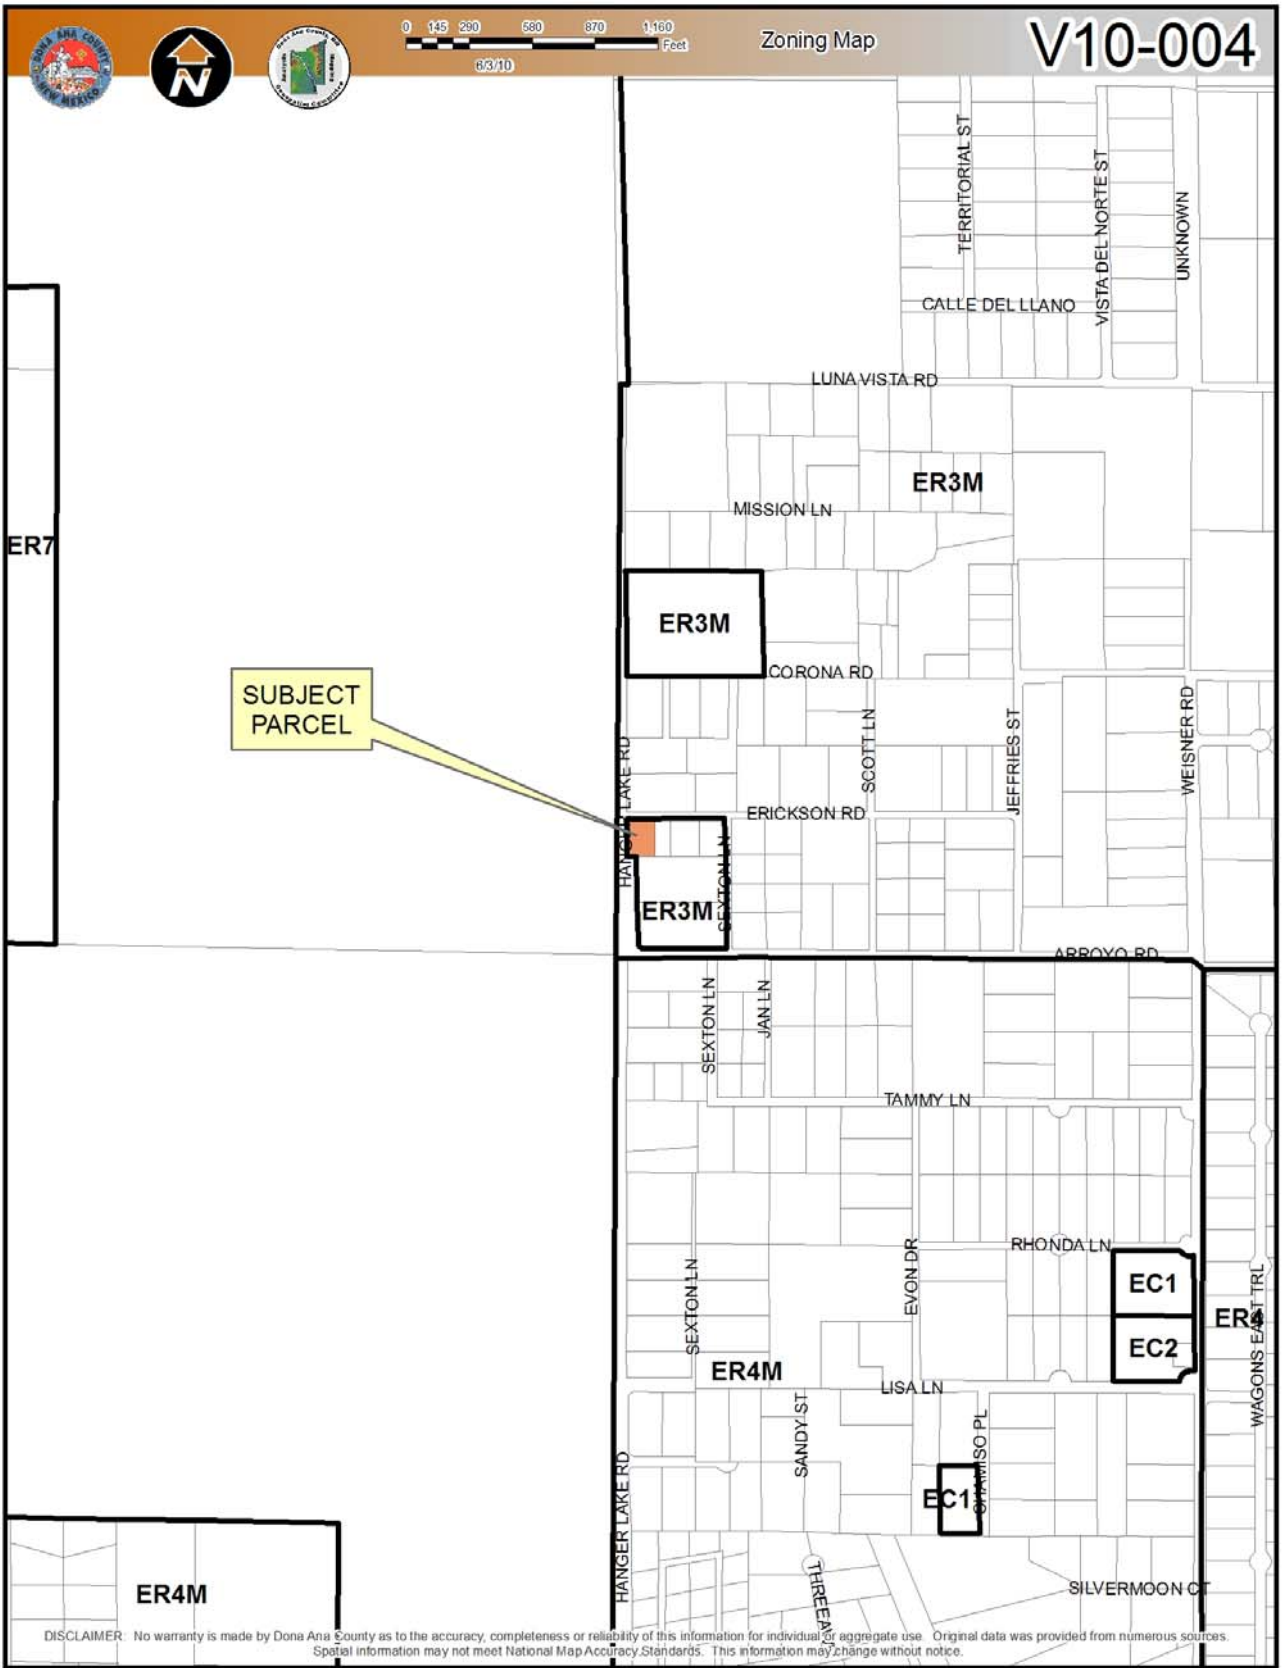 0 145 290 580 870 1,160
Feet
6/3/10
Zoning Map
V10-004
DONA ANA COUNTY
NEW MEXICO
N
TERRITORIAL ST
VISTA DEL NORTE ST
UNKNOWN
CALLE DEL LLANO
LUNA VISTA RD
ER3M
MISSION LN
ER7
ER3M
CORONA RD
SUBJECT
PARCEL
SCOTT LN
JEFFRIES ST
WEISNER RD
HANGER LAKE RD
ERICKSON RD
SEXTON LN
ER3M
ARROYO RD
SEXTON LN
JAN LN
TAMMY LN
RHONDA LN
EVON DR
SEXTON LN
EC1
ER4
EC2
WAGONS EAST TRL
ER4M
LISA LN
SANDY ST
CHAMISO PL
HANGER LAKE RD
EC1
THREEAW
SILVERMOON CT
ER4M
DISCLAIMER: No warranty is made by Dona Ana County as to the accuracy, completeness or reliability of this information for individual or aggregate use. Original data was provided from numerous sources.
Spatial information may not meet National Map Accuracy Standards. This information may change without notice.